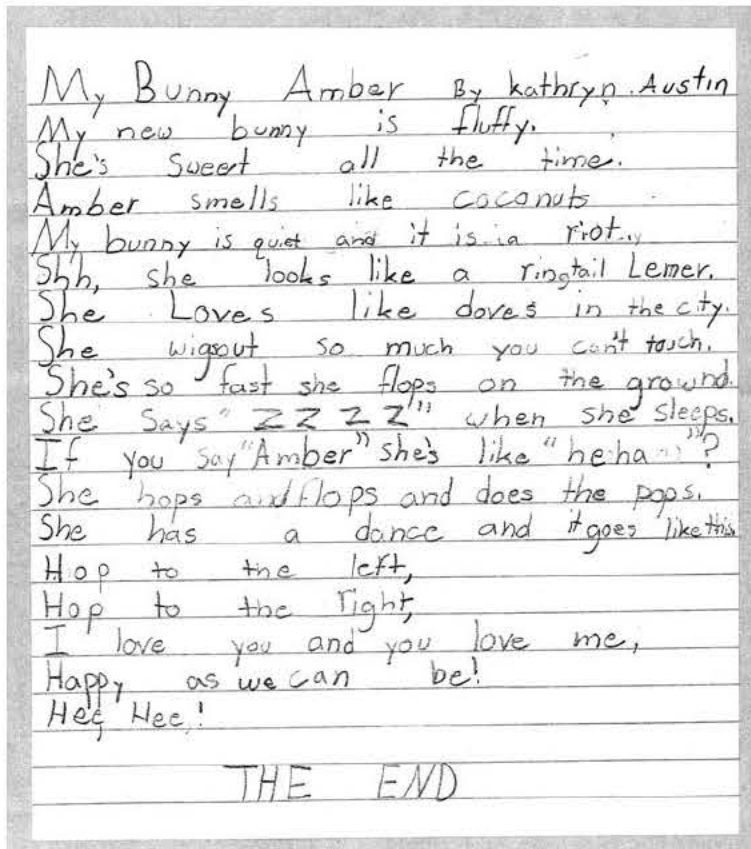 My Bunny Amber By kathryn Austin
My new bunny is fluffy.
She's sweet all the time.
Amber smells like coconuts
My bunny is quiet and it is a riot.
Shh, she looks like a ringtail Lemer.
She Loves like doves in the city.
She wigsout so much you can't touch.
She's so fast she flops on the ground.
She says "ZZZZ" when she sleeps.
If you say "Amber" she's like "heha"?
She hops and flops and does the pops.
She has a dance and it goes like this
Hop to the left,
Hop to the right,
I love you and you love me,
Happy as we can be!
Hee, Hee,!
THE END